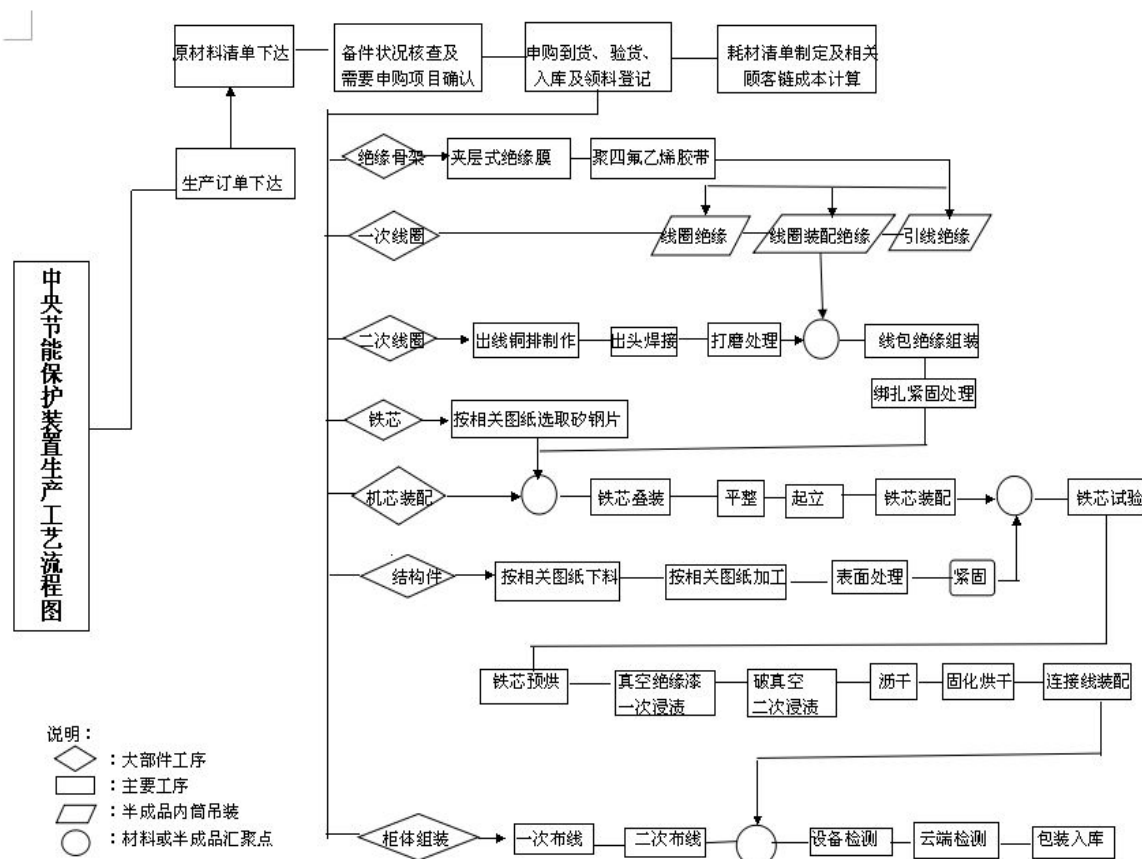 原材料清单下达
备件状况核查及
需要申购项目确认
申购到货、验货、
入库及领料登记
耗材清单制定及相关
顾客链成本计算
生产订单下达
中央节能保护装置生产工艺流程图
绝缘骨架
夹层式绝缘膜
聚四氟乙烯胶带
一次线圈
线圈绝缘
线圈装配绝缘
引线绝缘
二次线圈
出线铜排制作
出头焊接
打磨处理
线包绝缘组装
绑扎紧固处理
铁芯
按相关图纸选取矽钢片
机芯装配
铁芯叠装
平整
起立
铁芯装配
铁芯试验
结构件
按相关图纸下料
按相关图纸加工
表面处理
紧固
铁芯预烘
真空绝缘漆
一次浸渍
破真空
二次浸渍
沥干
固化烘干
连接线装配
说明：
：大部件工序
：主要工序
：半成品内筒吊装
：材料或半成品汇聚点
柜体组装
一次布线
二次布线
设备检测
云端检测
包装入库